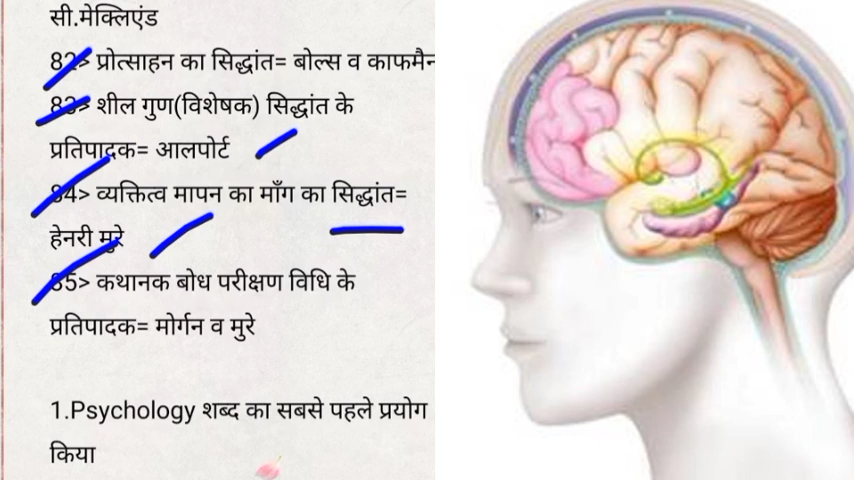 सी.मेक्लिएंड
82> प्रोत्साहन का सिद्धांत= बोल्स व काफमैन
83> शील गुण(विशेषक) सिद्धांत के
प्रतिपादक= आलपोर्ट
84> व्यक्तित्व मापन का माँग का सिद्धांत=
हेनरी मुरे
85> कथानक बोध परीक्षण विधि के
प्रतिपादक= मोर्गन व मुरे
1.Psychology शब्द का सबसे पहले प्रयोग
किया